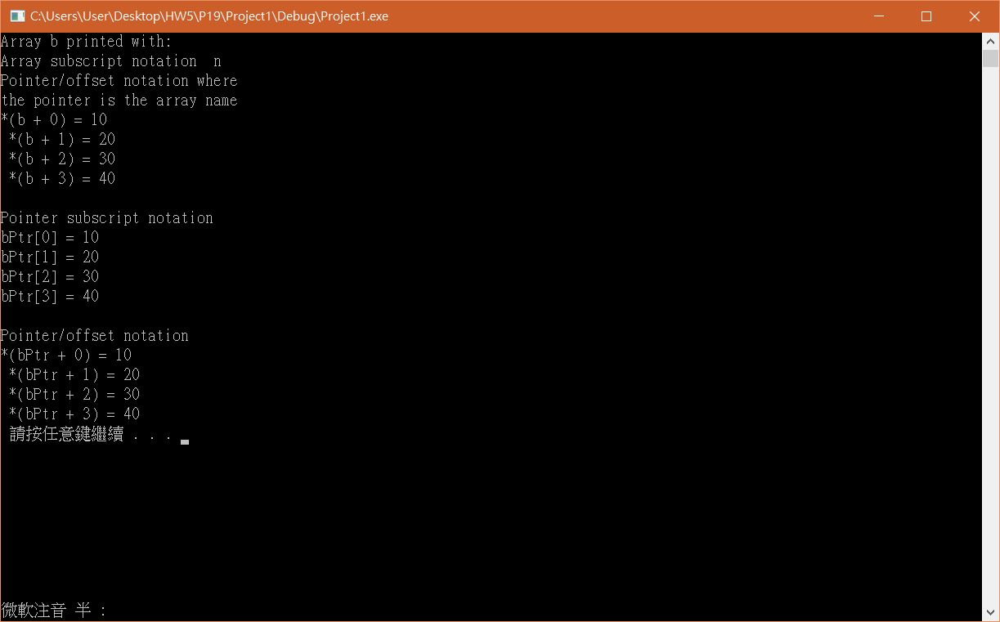 C:\Users\User\Desktop\HW5\P19\Project1\Debug\Project1.exe
Array b printed with:
Array subscript notation  n
Pointer/offset notation where
the pointer is the array name
*(b + 0) = 10
 *(b + 1) = 20
 *(b + 2) = 30
 *(b + 3) = 40

Pointer subscript notation
bPtr[0] = 10
bPtr[1] = 20
bPtr[2] = 30
bPtr[3] = 40

Pointer/offset notation
*(bPtr + 0) = 10
 *(bPtr + 1) = 20
 *(bPtr + 2) = 30
 *(bPtr + 3) = 40
 請按任意鍵繼續 . . .
微軟注音 半 :